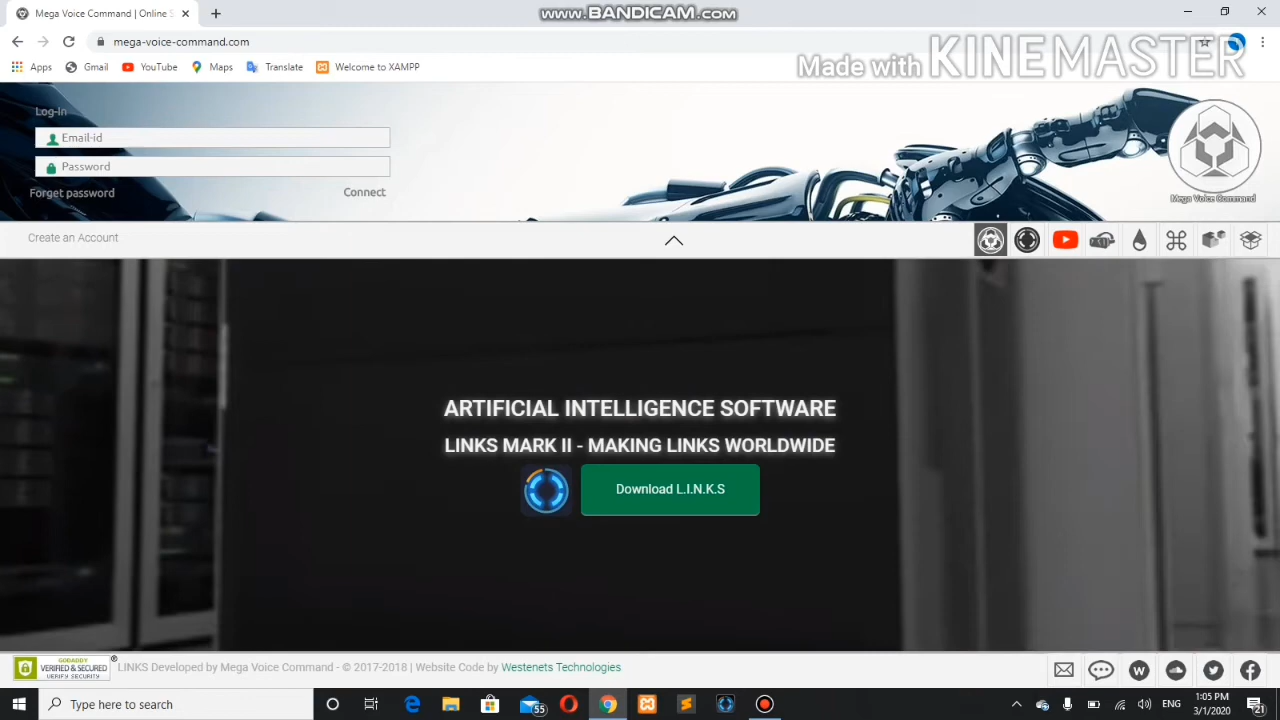 Mega Voice Command | Online S
www.BANDICAM.com
mega-voice-command.com
Apps Gmail YouTube Maps Translate Welcome to XAMPP
Made with KINEMASTER
Log-in
Email-id
Password
Forget password Connect
Mega Voice Command
Create an Account
ARTIFICIAL INTELLIGENCE SOFTWARE
LINKS MARK II - MAKING LINKS WORLDWIDE
Download L.I.N.K.S
GODADDY
VERIFIED & SECURED
VERIFY SECURITY
®
LINKS Developed by Mega Voice Command - © 2017-2018 | Website Code by Westenets Technologies
W
Type here to search
55
ENG
1:05 PM
3/1/2020
21